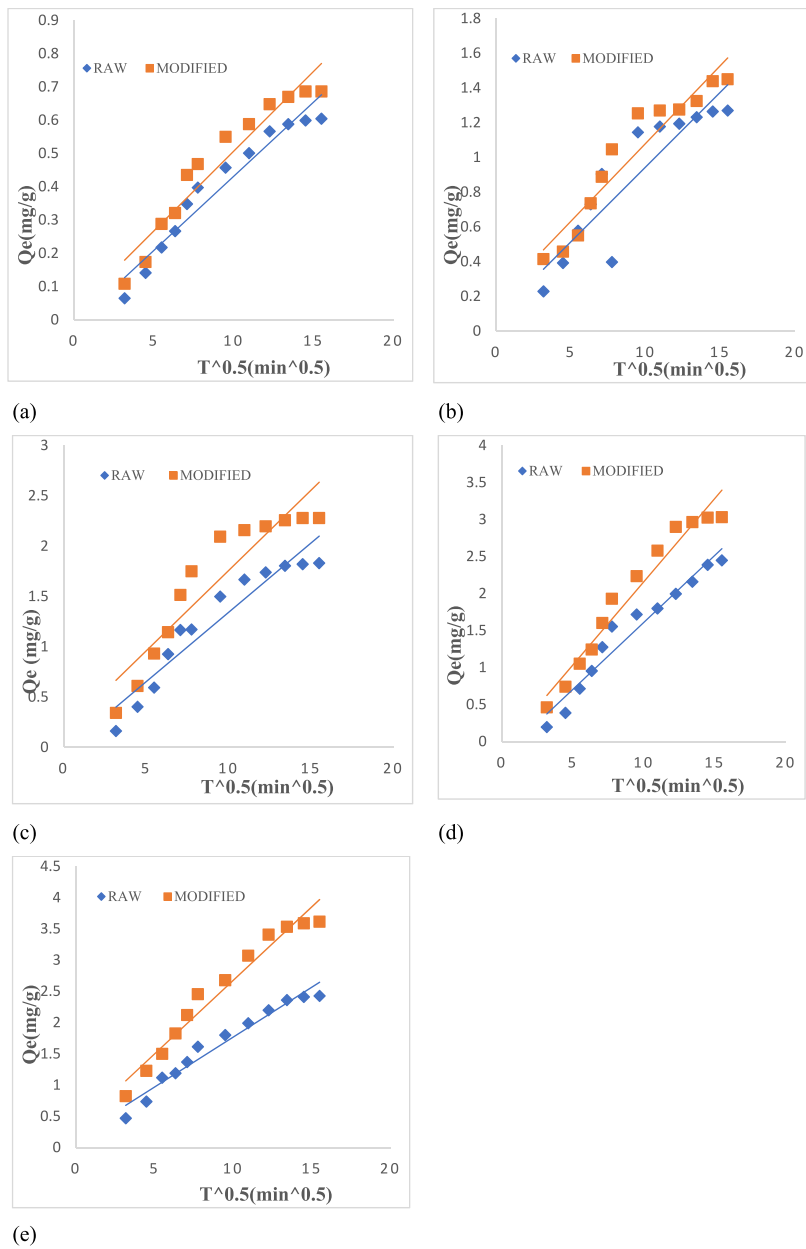 0.9
0.8
0.7
0.6
0.5
0.4
0.3
0.2
0.1
0
0 5 10 15 20
RAW MODIFIED
Qe(mg/g)
T^0.5(min^0.5)
(a)
1.8
1.6
1.4
1.2
1
0.8
0.6
0.4
0.2
0
0 5 10 15 20
RAW MODIFIED
Qe(mg/g)
T^0.5(min^0.5)
(b)
3
2.5
2
1.5
1
0.5
0
0 5 10 15 20
RAW MODIFIED
Qe (mg/g)
T^0.5(min^0.5)
(c)
4
3.5
3
2.5
2
1.5
1
0.5
0
0 5 10 15 20
RAW MODIFIED
Qe(mg/g)
T^0.5(min^0.5)
(d)
4.5
4
3.5
3
2.5
2
1.5
1
0.5
0
0 5 10 15 20
RAW MODIFIED
Qe(mg/g)
T^0.5(min^0.5)
(e)